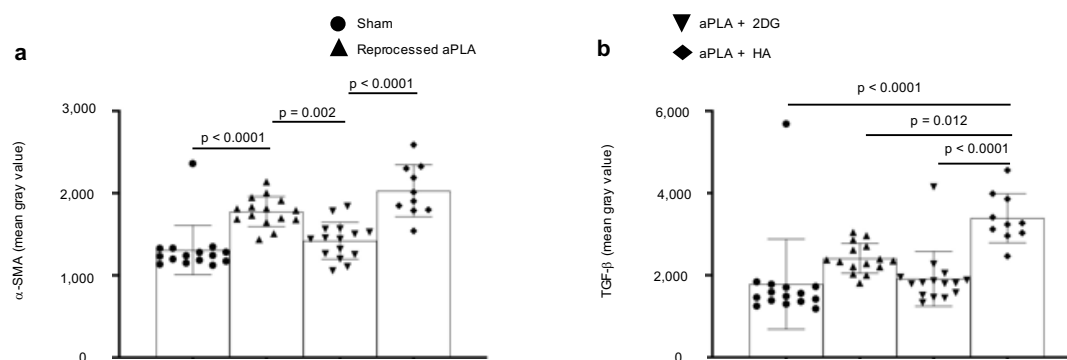 a
Sham
Reprocessed aPLA
α-SMA (mean gray value)
3,000
2,000
1,000
0
p < 0.0001
p = 0.002
p < 0.0001
b
aPLA + 2DG
aPLA + HA
TGF-β (mean gray value)
6,000
4,000
2,000
0
p < 0.0001
p = 0.012
p < 0.0001